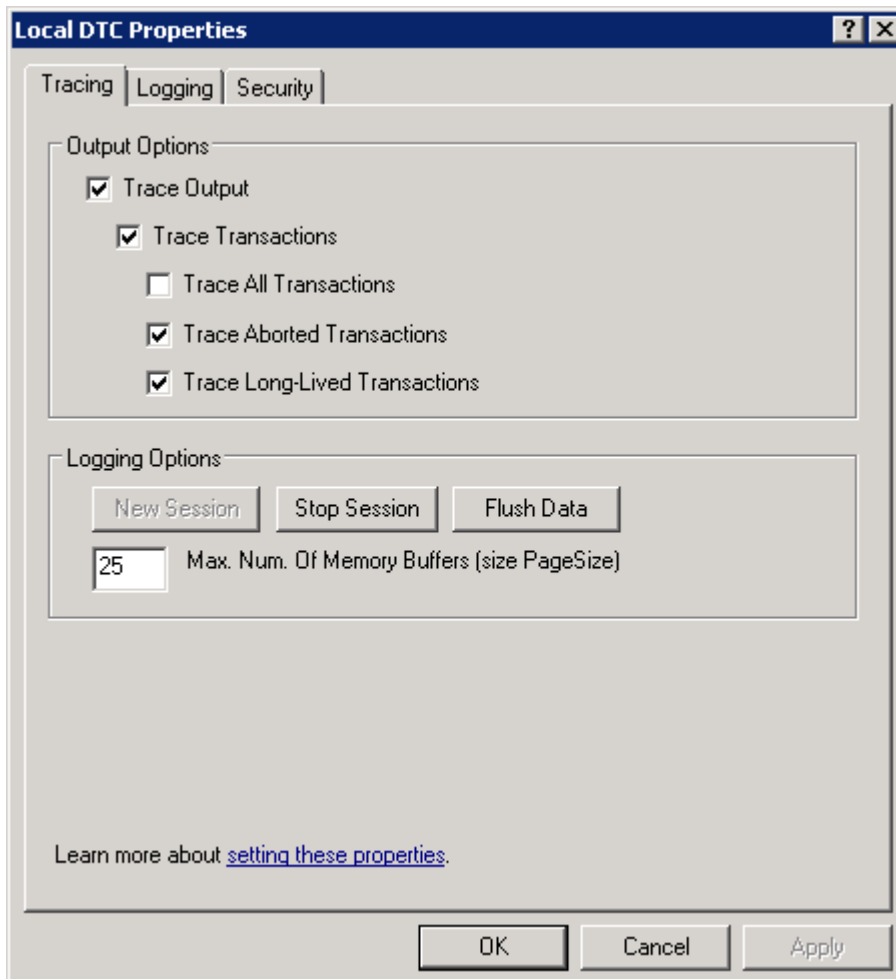 Local DTC Properties
Tracing Logging Security
Output Options
Trace Output
Trace Transactions
Trace All Transactions
Trace Aborted Transactions
Trace Long-Lived Transactions
Logging Options
New Session Stop Session Flush Data
25 Max. Num. Of Memory Buffers (size PageSize)
Learn more about setting these properties.
OK Cancel Apply